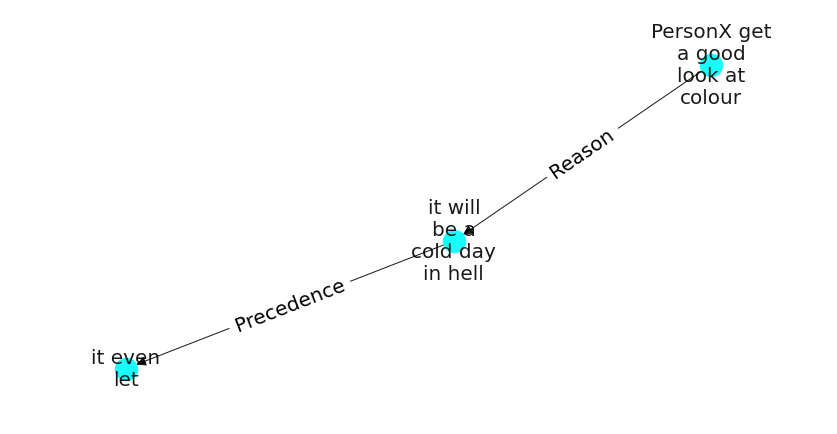 PersonX get
a good
look at
colour
Reason
it will
be a
cold day
in hell
Precedence
it even
let